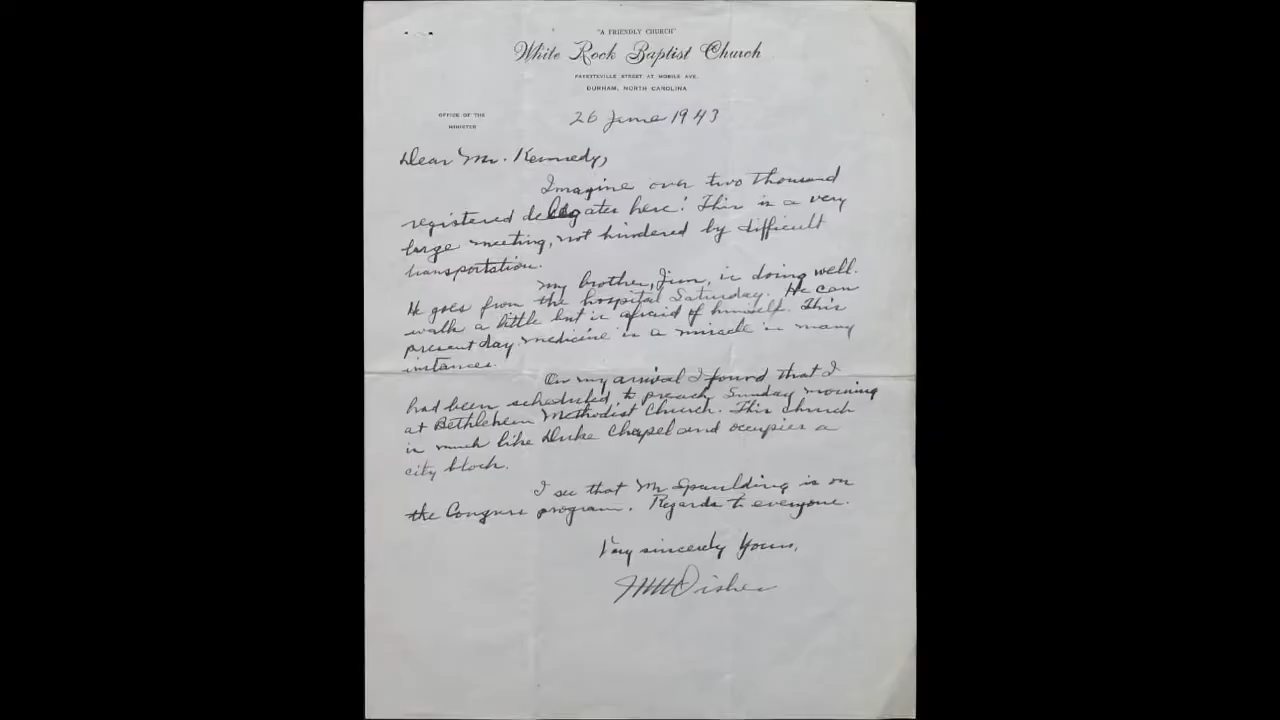 "A FRIENDLY CHURCH"
White Rock Baptist Church
FAYETTEVILLE STREET AT MOBILE AVE.
DURHAM, NORTH CAROLINA
OFFICE OF THE
MINISTER
26 June 1943
Dear Mr. Kennedy,
Imagine over two thousand
registered delegates here! This is a very
large meeting, not hindered by difficult
transportation.
My brother, Jim, is doing well.
He goes from the hospital Saturday. He can
walk a little but is afraid of himself. This
present day medicine is a miracle in many
instances.
On my arrival I found that I
had been scheduled to preach Sunday morning
at Bethlehem Methodist Church. This church
is much like Duke Chapel and occupies a
city block.
I see that Mr Spaulding is on
the Congress program. Regards to everyone.
Very sincerely Yours,